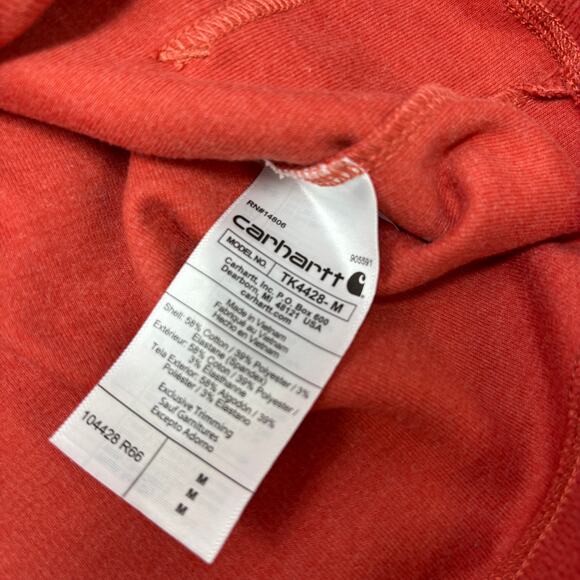 RN#14806
905591
carhartt
MODEL NO. TK4428-M
Carhartt, Inc. P.O. Box 600
Dearborn, MI 48121 USA
carhartt.com
Made in Vietnam
Fabriqué au Vietnam
Hecho en Vietnam
Shell: 58% Cotton / 39% Polyester / 3%
Elastane (Spandex)
Extérieur: 58% Coton / 39% Polyester /
3% Élasthanne
Tela Exterior: 58% Algodón / 39%
Poliéster / 3% Elastano
Exclusive Trimming
Sauf Garnitures
Excepto Adorno
104428 R66
M
M
M